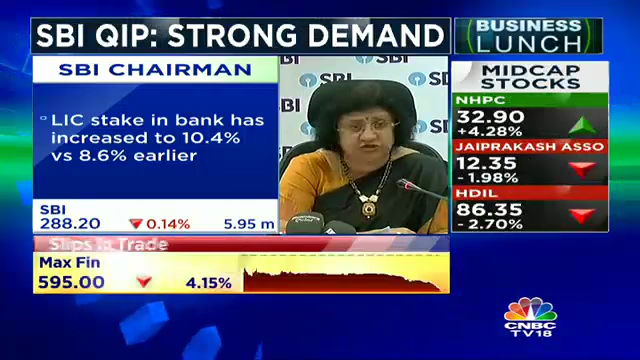 SBI QIP: STRONG DEMAND
BUSINESS
LUNCH
SBI CHAIRMAN
LIC stake in bank has
increased to 10.4%
vs 8.6% earlier
SBI
288.20 0.14% 5.95 m
SBI
SBI
SBI
MIDCAP
STOCKS
NHPC
32.90
+4.28%
JAIPRAKASH ASSO
12.35
- 1.98%
HDIL
86.35
- 2.70%
Slips In Trade
Max Fin
595.00 4.15%
CNBC
TV18